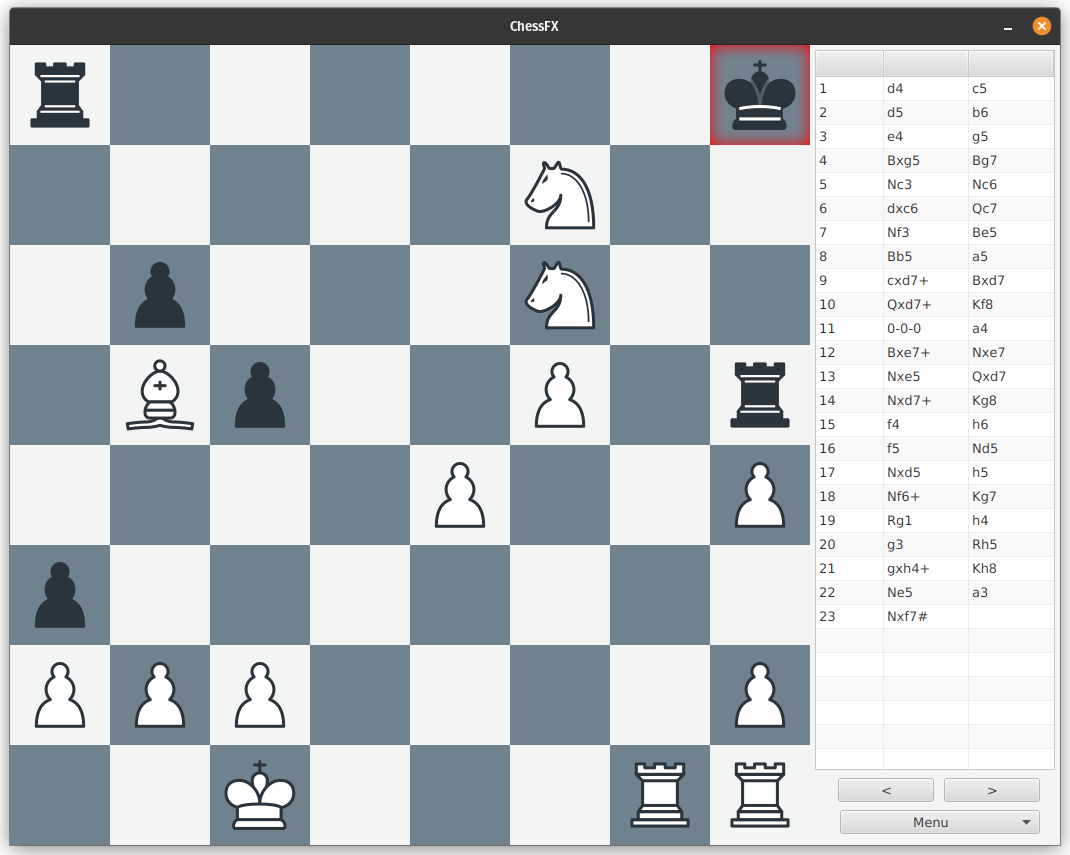 ChessFX
1 d4 c5
2 d5 b6
3 e4 g5
4 Bxg5 Bg7
5 Nc3 Nc6
6 dxc6 Qc7
7 Nf3 Be5
8 Bb5 a5
9 cxd7+ Bxd7
10 Qxd7+ Kf8
11 0-0-0 a4
12 Bxe7+ Nxe7
13 Nxe5 Qxd7
14 Nxd7+ Kg8
15 f4 h6
16 f5 Nd5
17 Nxd5 h5
18 Nf6+ Kg7
19 Rg1 h4
20 g3 Rh5
21 gxh4+ Kh8
22 Ne5 a3
23 Nxf7#
< >
Menu